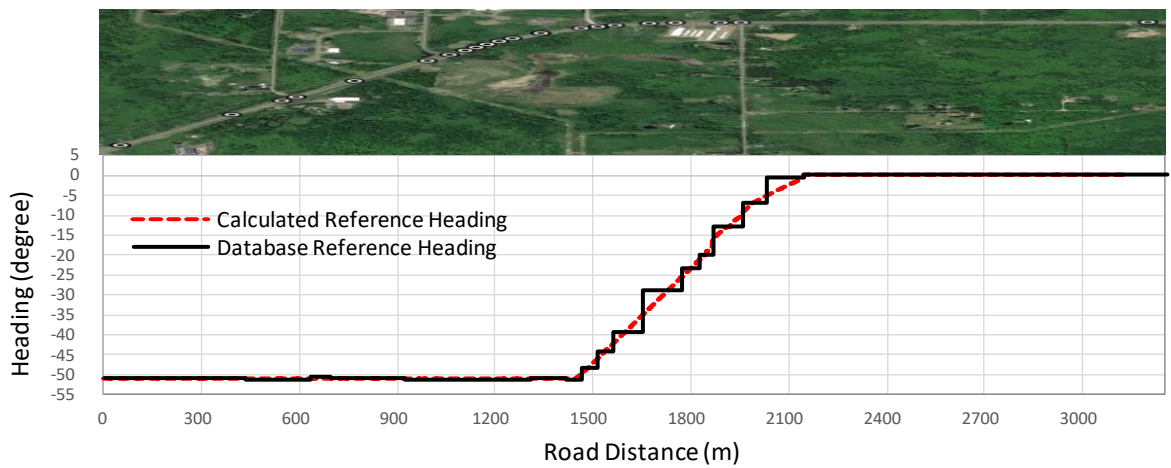 5
0
-5
-10
-15
-20
-25
-30
-35
-40
-45
-50
-55
Heading (degree)
Calculated Reference Heading
Database Reference Heading
0 300 600 900 1200 1500 1800 2100 2400 2700 3000
Road Distance (m)